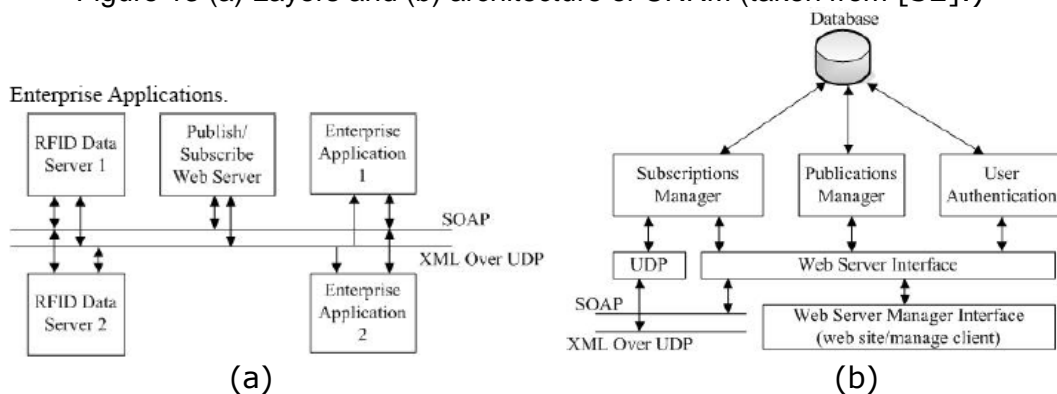 Figure (a) Layers and (b) architecture of (taken from
Enterprise Applications.
RFID Data
Server 1
Publish/
Subscribe
Web Server
Enterprise
Application
1
SOAP
XML Over UDP
RFID Data
Server 2
Enterprise
Application
2
(a)
Database
Subscriptions
Manager
Publications
Manager
User
Authentication
UDP
Web Server Interface
SOAP
XML Over UDP
Web Server Manager Interface
(web site/manage client)
(b)